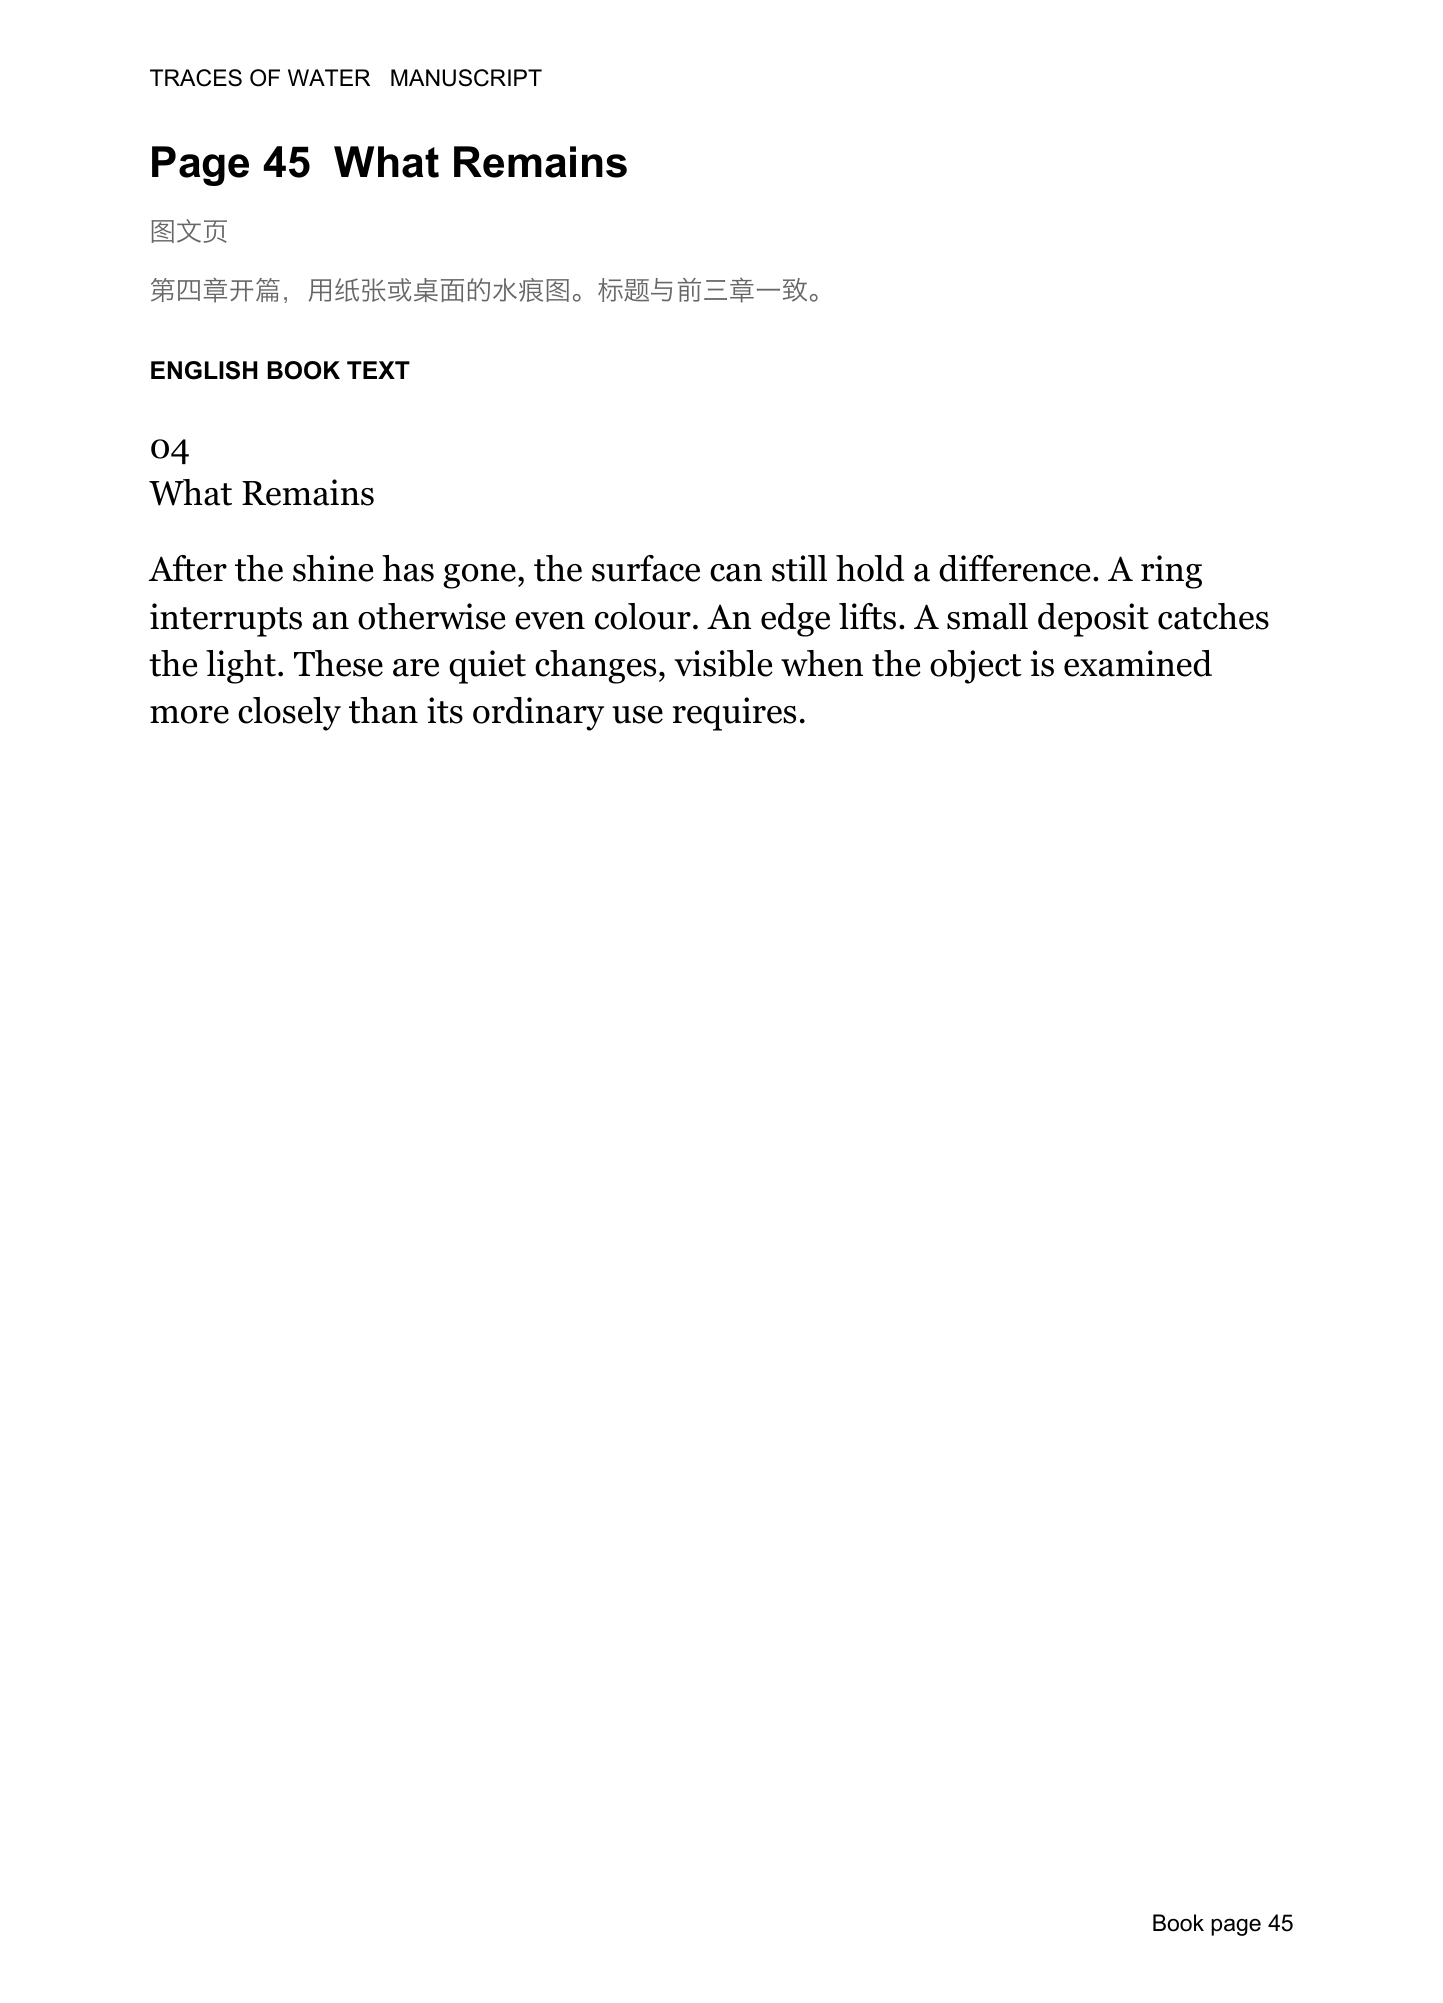 TRACES OF WATER   MANUSCRIPT
Page 45  What Remains
图文页
第四章开篇，用纸张或桌面的水痕图。标题与前三章一致。
ENGLISH BOOK TEXT
04
What Remains
After the shine has gone, the surface can still hold a difference. A ring
interrupts an otherwise even colour. An edge lifts. A small deposit catches
the light. These are quiet changes, visible when the object is examined
more closely than its ordinary use requires.
Book page 45